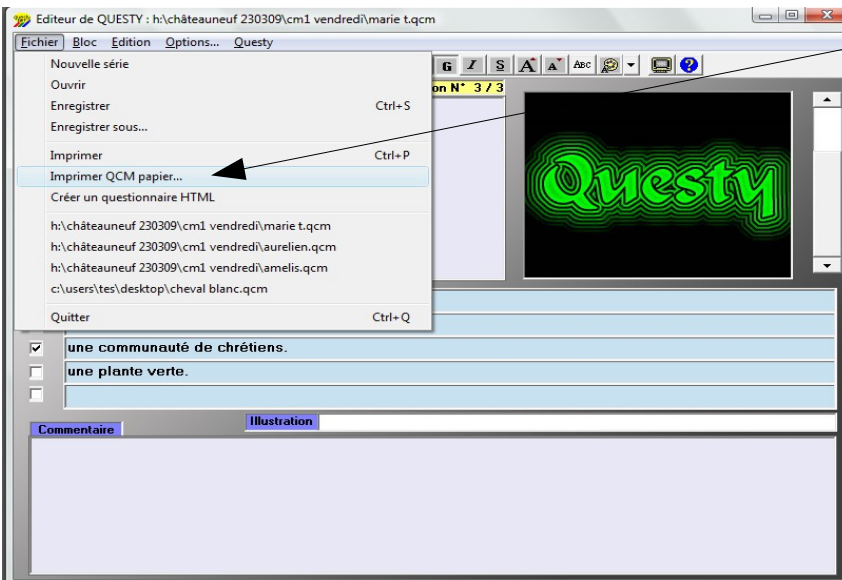 Editeur de QUESTY : h:\châteauneuf 230309\cm1 vendredi\marie t.qcm
Fichier Bloc Edition Options... Questy
G I S A A ABC
Nouvelle série
Ouvrir
Enregistrer Ctrl+S
Enregistrer sous...
Imprimer Ctrl+P
Imprimer QCM papier...
Créer un questionnaire HTML
h:\châteauneuf 230309\cm1 vendredi\marie t.qcm
h:\châteauneuf 230309\cm1 vendredi\aurelien.qcm
h:\châteauneuf 230309\cm1 vendredi\amelis.qcm
c:\users\tes\desktop\cheval blanc.qcm
Quitter Ctrl+Q
on N° 3 / 3
Questy
une communauté de chrétiens.
une plante verte.
Illustration
Commentaire